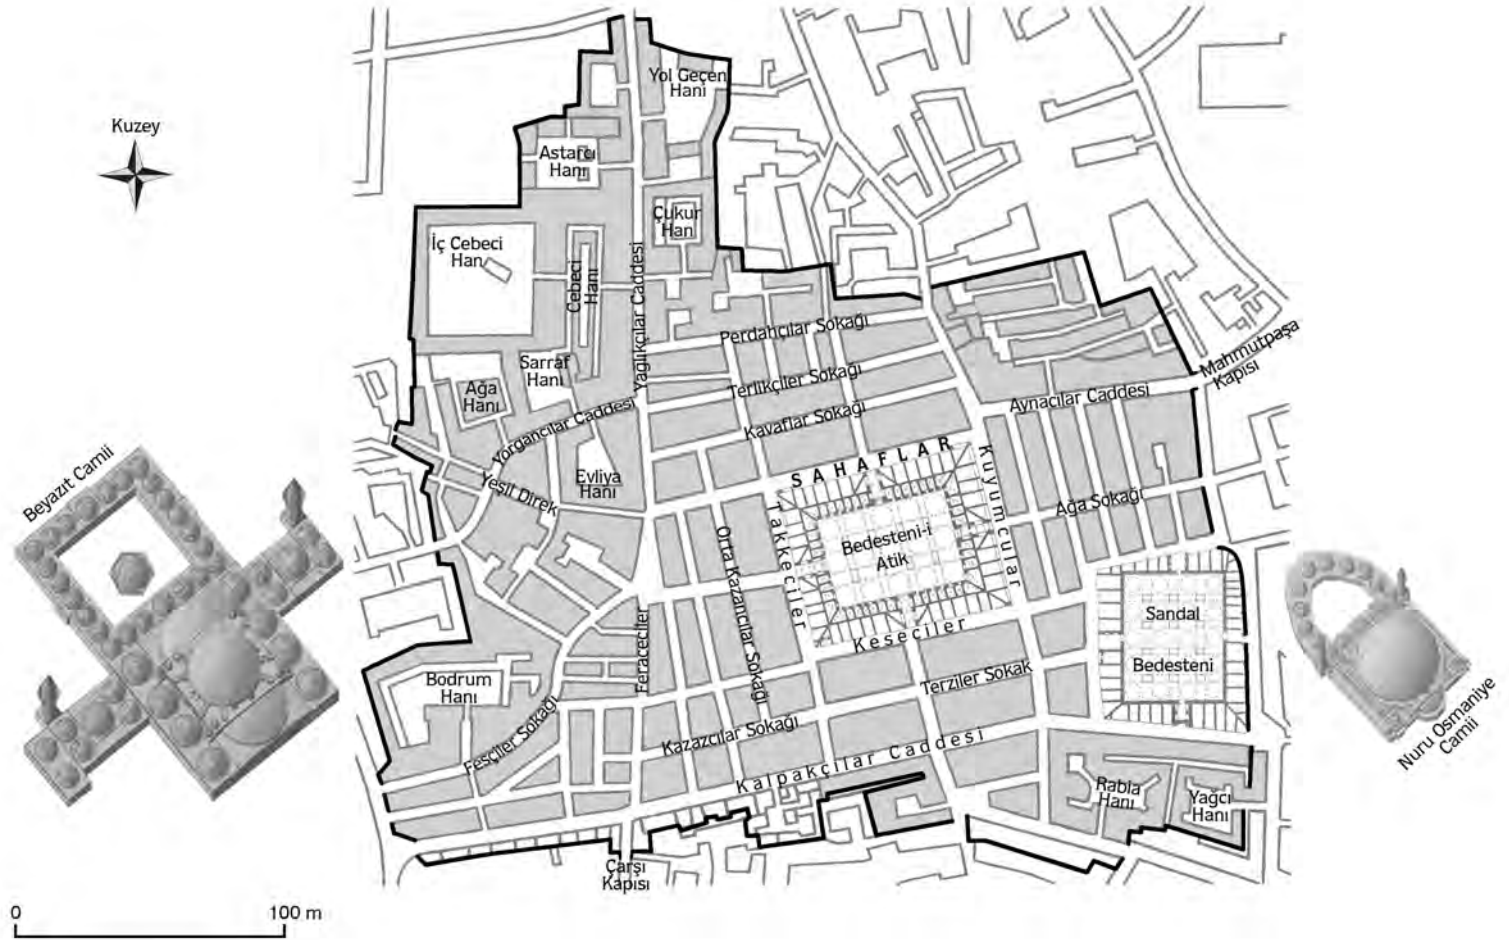 Kuzey
Yol Geçen
Hanı
Astarcı
Hanı
Çukur
Han
İç Cebeci
Han
Cebeci
Hanı
Yağlıkçılar Caddesi
Perdahçılar Sokağı
Sarraf
Hanı
Terlikçiler Sokağı
Mahmutpaşa
Kapısı
Ağa
Hanı
Yorgancılar Caddesi
Kavaflar Sokağı
Aynacılar Caddesi
Beyazıt Camii
Evliya
Hanı
Yeşil Direk
SAHAFLAR
Kuyumcular
Takkeciler
Ağa Sokağı
Bedesteni-i
Atik
Orta Kazancılar Sokağı
Feraceciler
Keseciler
Sandal
Bedesteni
Bodrum
Hanı
Terziler Sokak
Fesçiler Sokağı
Kazazcılar Sokağı
Kalpakçılar Caddesi
Nuru Osmaniye
Camii
Rabla
Hanı
Yağcı
Hanı
Çarşı
Kapısı
0 100 m